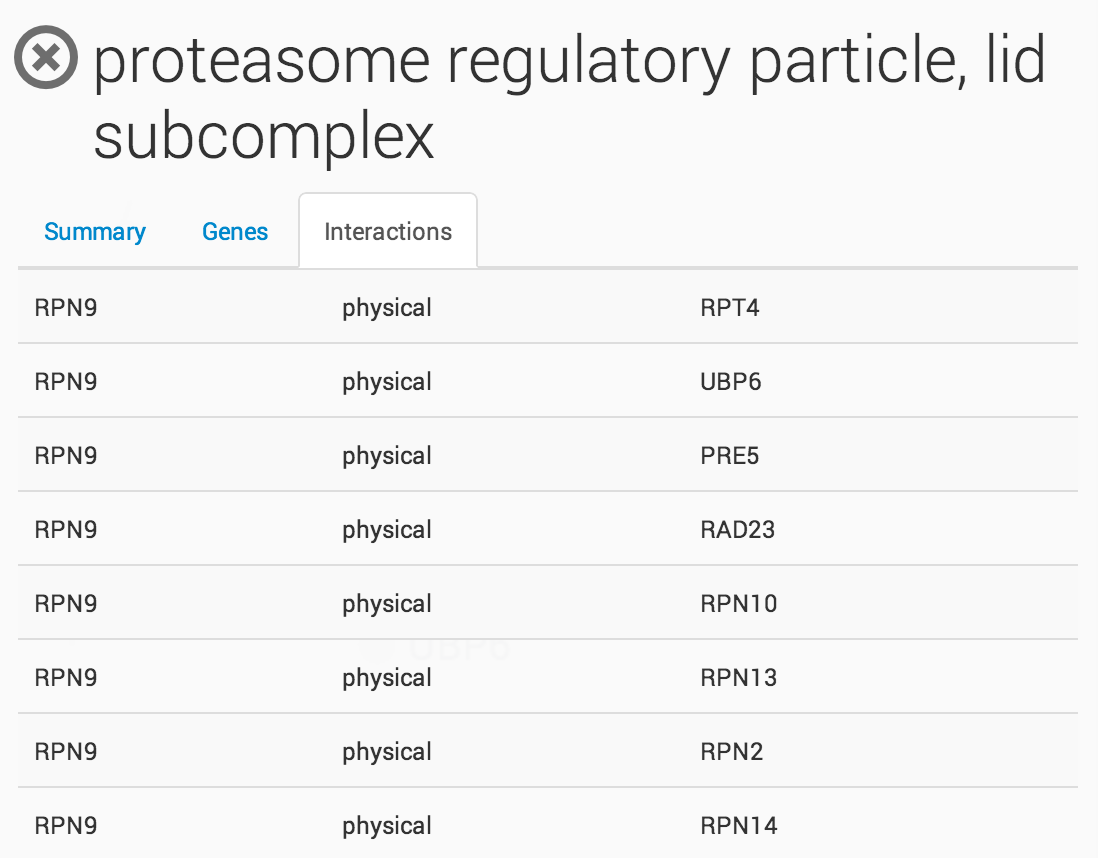 proteasome regulatory particle, lid
subcomplex
Summary Genes Interactions
RPN9 physical RPT4
RPN9 physical UBP6
RPN9 physical PRE5
RPN9 physical RAD23
RPN9 physical RPN10
UBP6
RPN9 physical RPN13
RPN9 physical RPN2
RPN9 physical RPN14